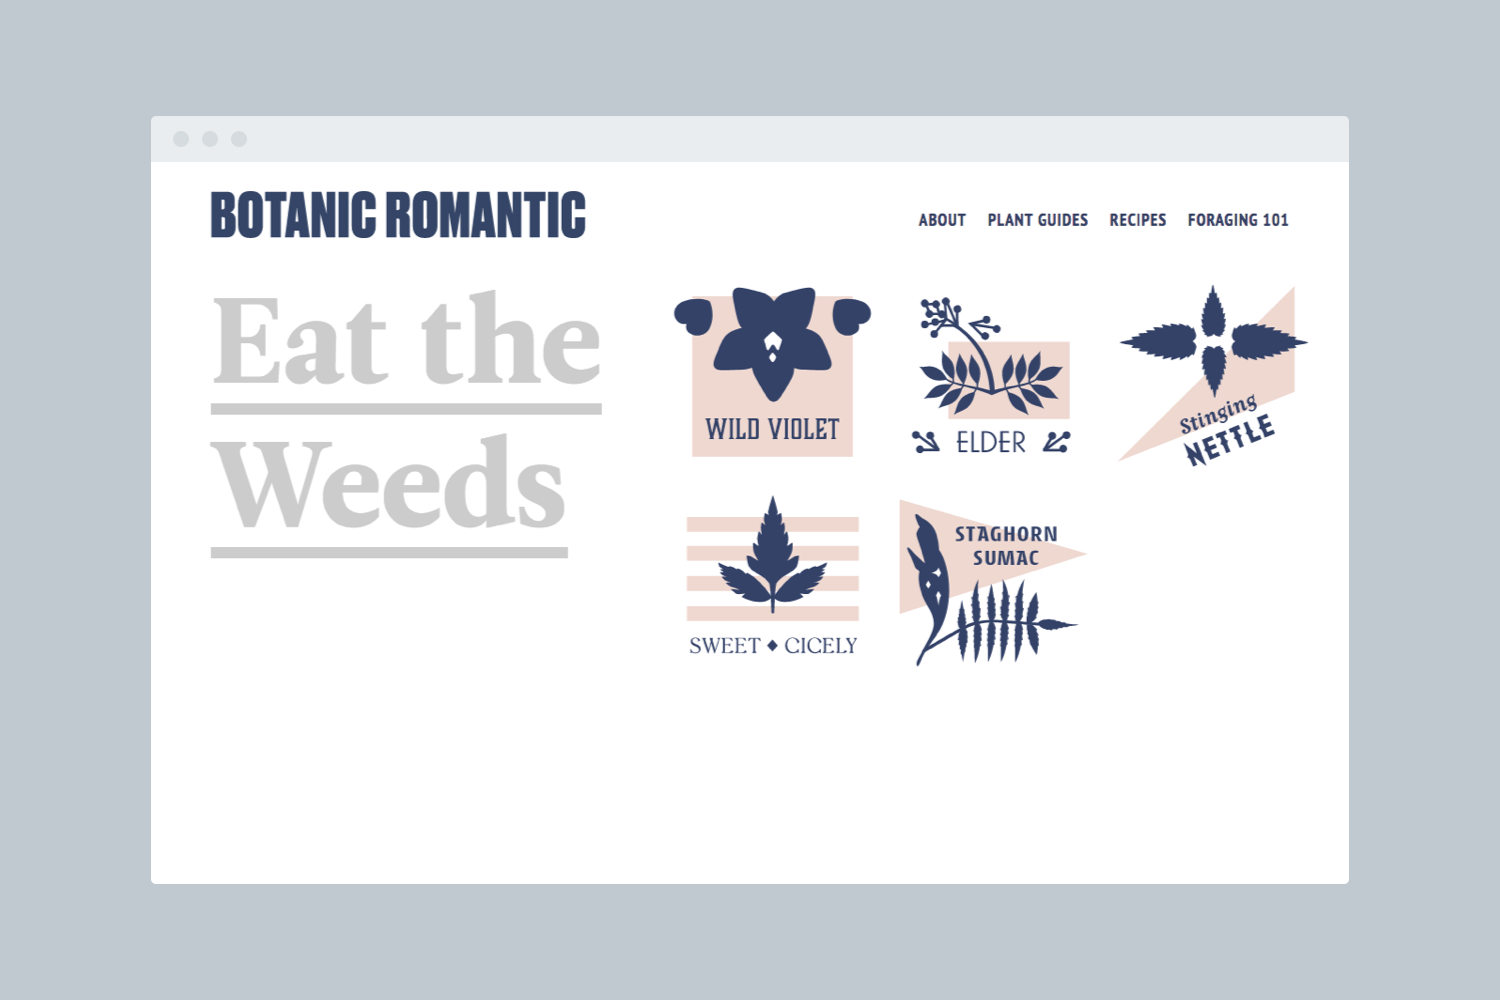 BOTANIC ROMANTIC
ABOUT PLANT GUIDES RECIPES FORAGING 101
Eat the
Weeds
WILD VIOLET
ELDER
Stinging
NETTLE
SWEET ◆ CICELY
STAGHORN
SUMAC